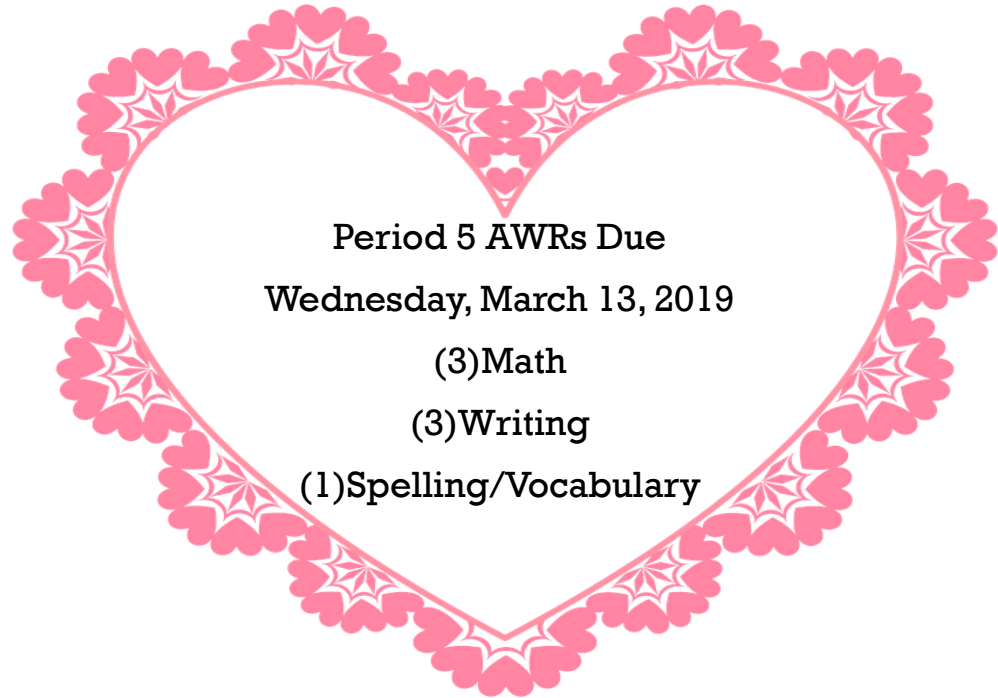 Period 5 AWRs Due
Wednesday, March 13, 2019
(3)Math
(3)Writing
(1)Spelling/Vocabulary